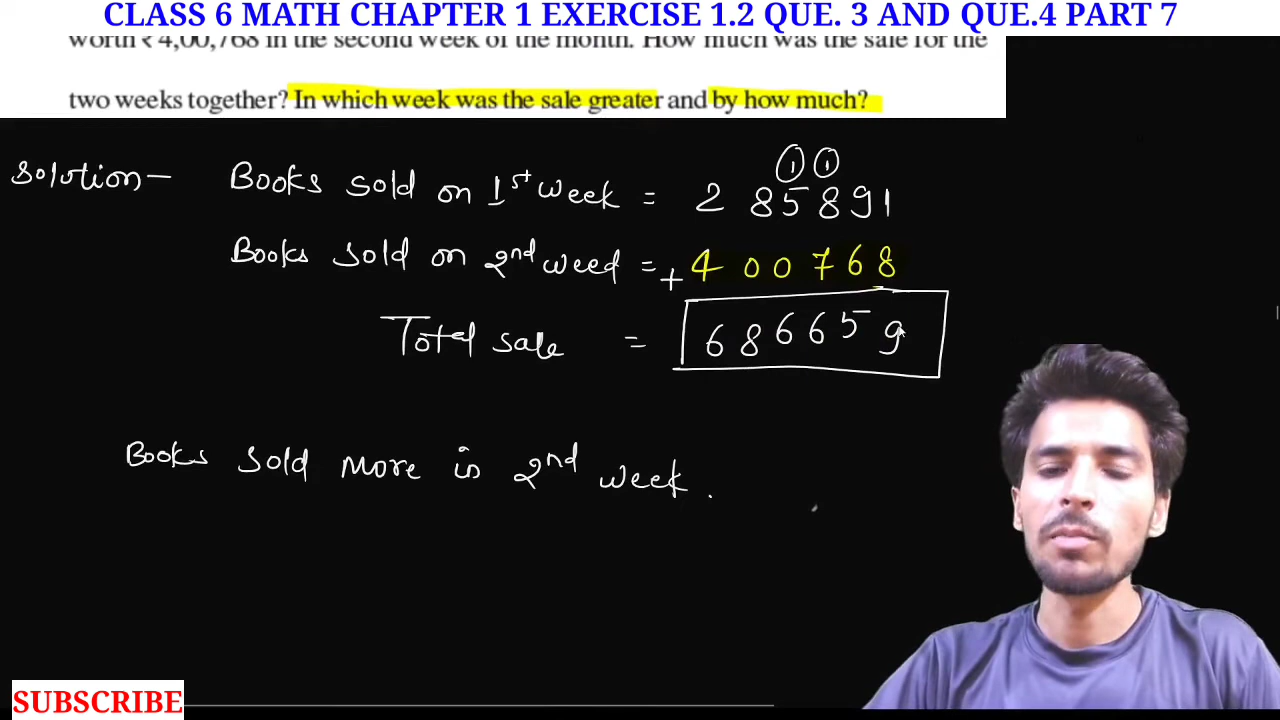 CLASS 6 MATH CHAPTER 1 EXERCISE 1.2 QUE. 3 AND QUE.4 PART 7
worth ₹ 4,00,768 in the second week of the month. How much was the sale for the
two weeks together? In which week was the sale greater and by how much?
1 1
Solution- Books sold on 1st week = 2 85891
Books sold on 2nd weed = +4 00768
Total sale = 686659
Books sold more in 2nd week.
SUBSCRIBE